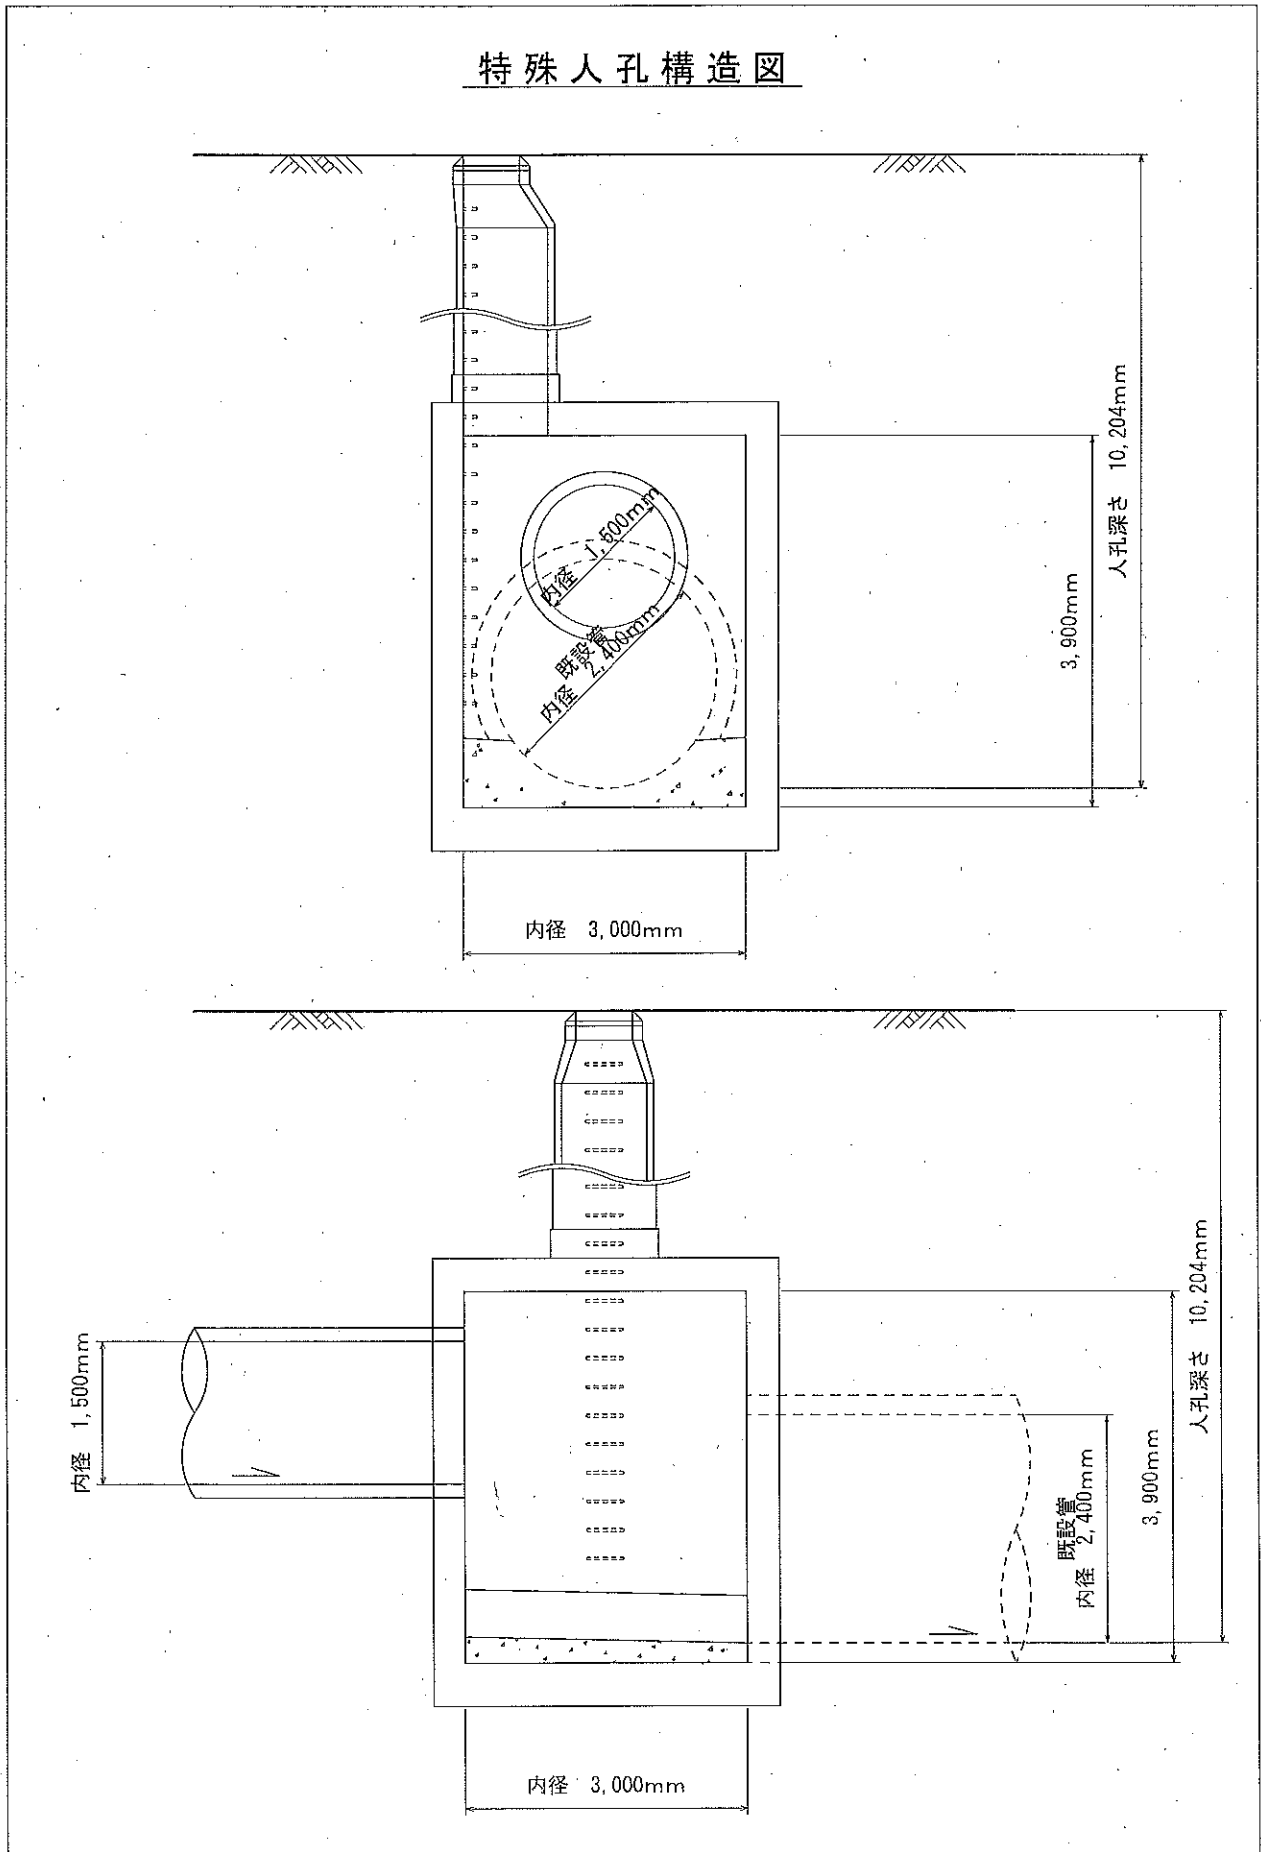 特殊人孔構造図
人孔深さ 10,204mm
3,900mm
内径 1,500mm
既設管
内径 2,400mm
内径 3,000mm
人孔深さ 10,204mm
3,900mm
内径 1,500mm
既設管
内径 2,400mm
内径 3,000mm